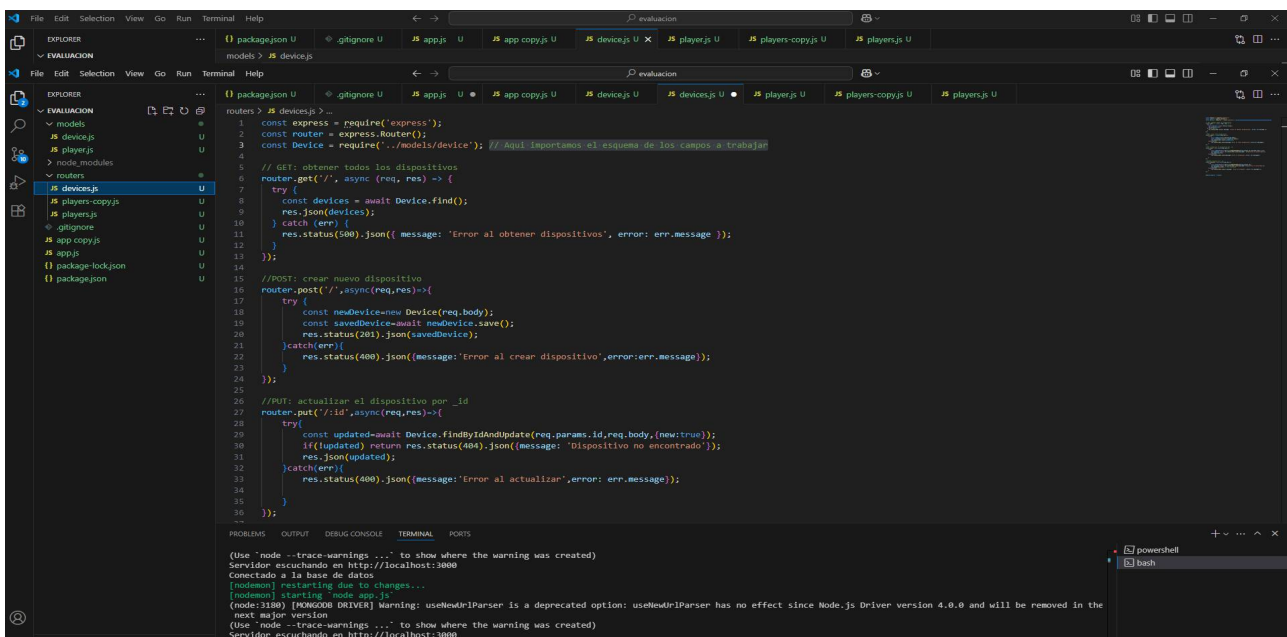 File Edit Selection View Go Run Terminal Help evaluacion
EXPLORER ... package.json U .gitignore U JS app.js U JS app copy.js U JS device.js U JS player.js U JS players-copy.js U JS players.js U
EVALUACION models > JS device.js
File Edit Selection View Go Run Terminal Help evaluacion
EXPLORER ... {} package.json U .gitignore U JS app.js U JS app copy.js U JS device.js U JS devices.js U JS player.js U JS players-copy.js U JS players.js U
EVALUACION
models
JS device.js U
JS player.js U
node_modules
routers
JS devices.js U
JS players-copy.js U
JS players.js U
.gitignore U
JS app copy.js U
JS app.js U
{} package-lock.json U
{} package.json U
2
10
routers > JS devices.js > ...
1 const express = require('express');
2 const router = express.Router();
3 const Device = require('../models/device'); // Aqui importamos el esquema de los campos a trabajar
4
5 // GET: obtener todos los dispositivos
6 router.get('/', async (req, res) => {
7 try {
8 const devices = await Device.find();
9 res.json(devices);
10 } catch (err) {
11 res.status(500).json({ message: 'Error al obtener dispositivos', error: err.message });
12 }
13 });
14
15 //POST: crear nuevo dispositivo
16 router.post('/',async(req,res)=>{
17 try {
18 const newDevice=new Device(req.body);
19 const savedDevice=await newDevice.save();
20 res.status(201).json(savedDevice);
21 }catch(err){
22 res.status(400).json({message:'Error al crear dispositivo',error:err.message});
23 }
24 });
25
26 //PUT: actualizar el dispositivo por _id
27 router.put('/:id',async(req,res)=>{
28 try{
29 const updated=await Device.findByIdAndUpdate(req.params.id,req.body,{new:true});
30 if(!updated) return res.status(404).json({message: 'Dispositivo no encontrado'});
31 res.json(updated);
32 }catch(err){
33 res.status(400).json({message:'Error al actualizar',error: err.message});
34
35 }
36 });
PROBLEMS OUTPUT DEBUG CONSOLE TERMINAL PORTS
(Use `node --trace-warnings ...` to show where the warning was created)
Servidor escuchando en http://localhost:3000
Conectado a la base de datos
[nodemon] restarting due to changes...
[nodemon] starting `node app.js`
(node:3180) [MONGODB DRIVER] Warning: useNewUrlParser is a deprecated option: useNewUrlParser has no effect since Node.js Driver version 4.0.0 and will be removed in the
next major version
(Use `node --trace-warnings ...` to show where the warning was created)
Servidor escuchando en http://localhost:3000
powershell
bash